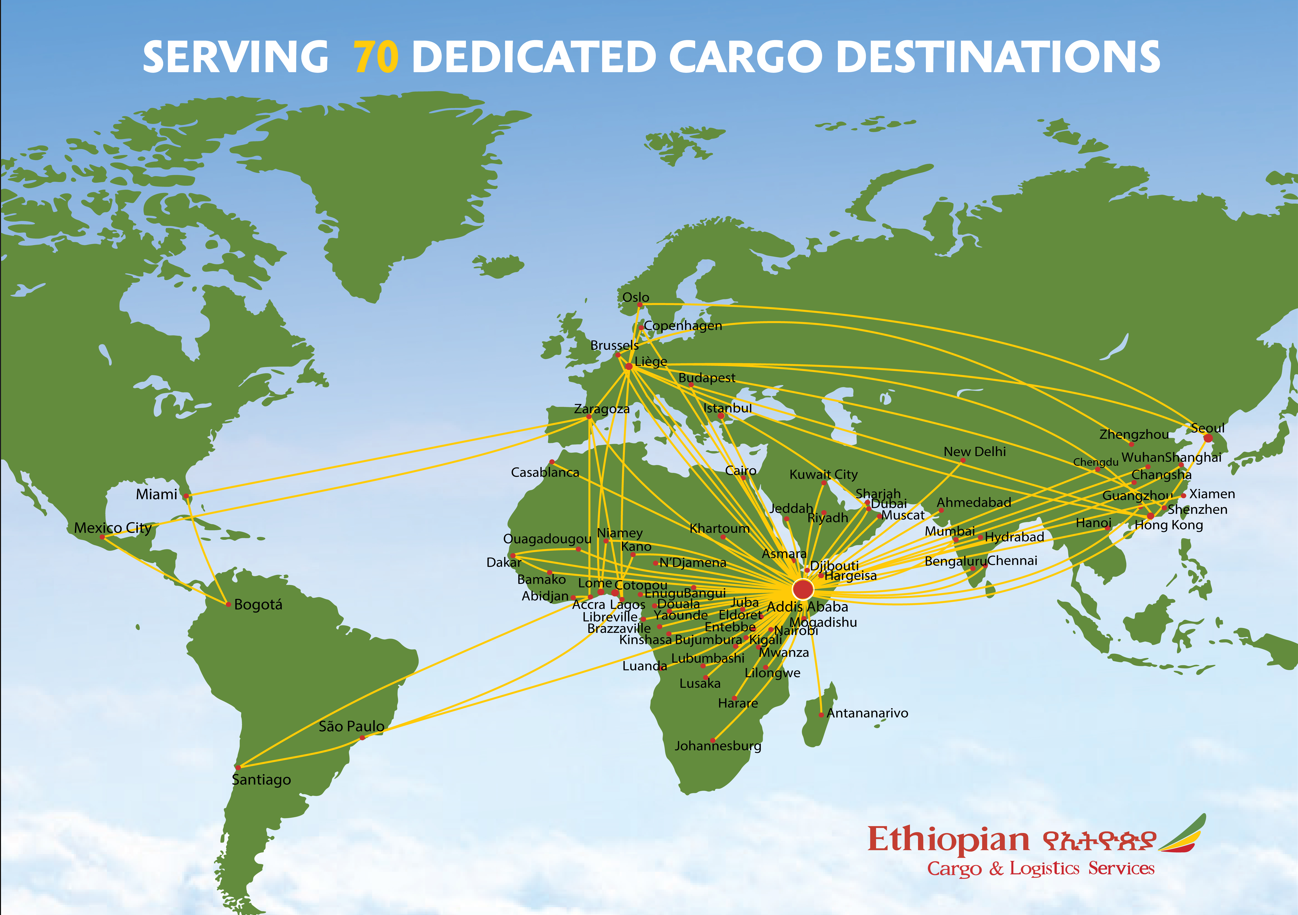 SERVING 70 DEDICATED CARGO DESTINATIONS
Oslo
Copenhagen
Brussels
Liège
Budapest
Zaragoza
Istanbul
Seoul
Zhengzhou
New Delhi
Chengdu
Wuhan
Shanghai
Changsha
Casablanca
Cairo
Kuwait City
Miami
Sharjah
Dubai
Muscat
Ahmedabad
Guangzhou
Xiamen
Shenzhen
Hong Kong
Hanoi
Jeddah
Riyadh
Mexico City
Khartoum
Mumbai
Hydrabad
Niamey
Ouagadougou
Kano
Dakar
N'Djamena
Asmara
Djibouti
Hargeisa
Bengaluru
Chennai
Bamako
Lome
Cotonou
Enugu
Bangui
Abidjan
Accra
Lagos
Douala
Juba
Addis Ababa
Bogotá
Libreville
Yaounde
Eldoret
Mogadishu
Brazzaville
Entebbe
Nairobi
Kinshasa
Bujumbura
Kigali
Mwanza
Luanda
Lubumbashi
Lilongwe
Lusaka
Harare
Antananarivo
São Paulo
Johannesburg
Santiago
Ethiopian የኢትዮጵያ
Cargo & Logistics Services